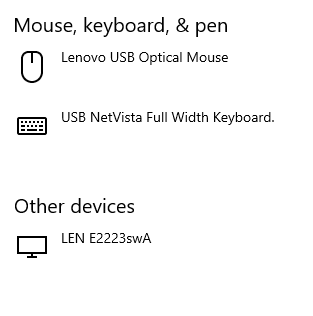 Mouse, keyboard, & pen
Lenovo USB Optical Mouse
USB NetVista Full Width Keyboard.
Other devices
LEN E2223swA